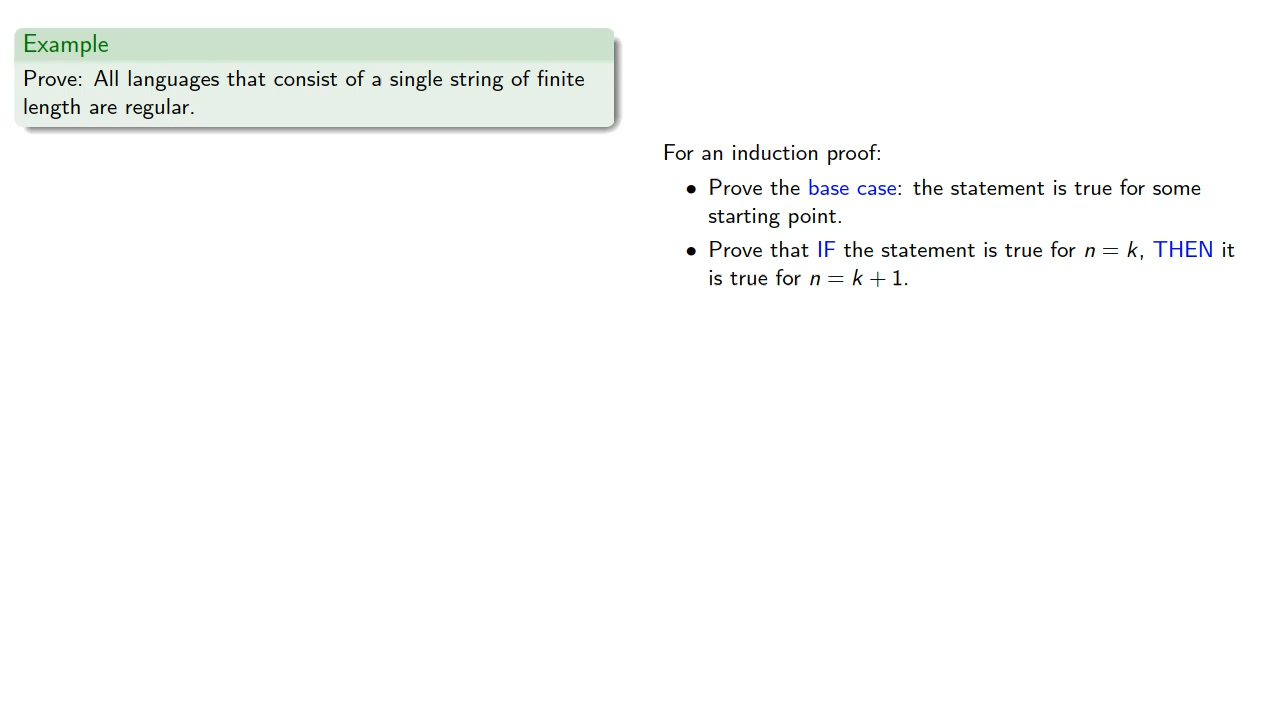 Example
Prove: All languages that consist of a single string of finite
length are regular.
For an induction proof:
• Prove the base case: the statement is true for some
starting point.
• Prove that IF the statement is true for n = k, THEN it
is true for n = k + 1.